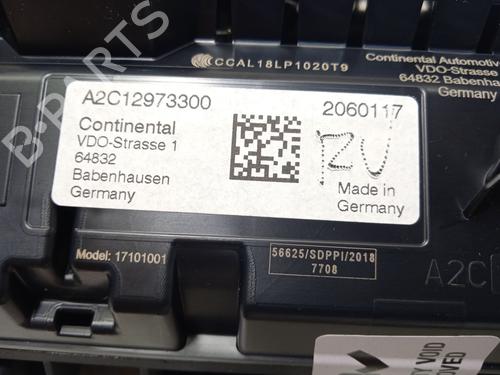 CCAL18LP1020T9
Continental Automotive
VDO-Strasse
64832 Babenhausen
Germany
A2C12973300
2060117
Continental
VDO-Strasse 1
64832
Babenhausen
Germany
Made in
Germany
Model: 17101001
56625/SDPPI/2018
7708
A2C
VOID
B-PARTS